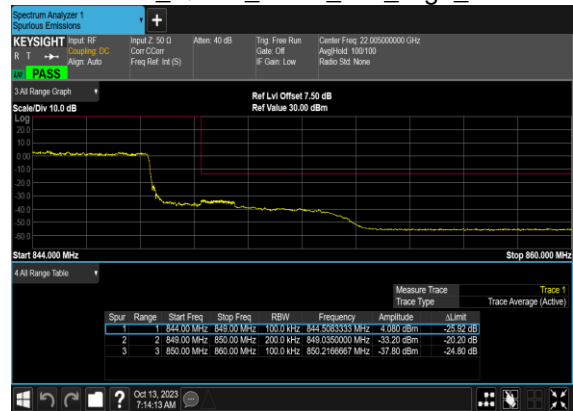 Spectrum Analyzer 1
Spurious Emissions
+
KEYSIGHT
R T
PASS
Input: RF
Coupling: DC
Align: Auto
Input Z: 50 Ω
Corr CCorr
Freq Ref: Int (S)
Atten: 40 dB
Trig: Free Run
Gate: Off
IF Gain: Low
Center Freq: 22.005000000 GHz
Avg|Hold: 100/100
Radio Std: None
3 All Range Graph
Scale/Div 10.0 dB
Ref Lvl Offset 7.50 dB
Ref Value 30.00 dBm
Log
20.0
10.0
0.00
-10.0
-20.0
-30.0
-40.0
-50.0
-60.0
Start 844.000 MHz
Stop 860.000 MHz
4 All Range Table
Measure Trace Trace 1
Trace Type Trace Average (Active)
Spur Range Start Freq Stop Freq RBW Frequency Amplitude ΔLimit
1 1 844.00 MHz 849.00 MHz 100.0 kHz 844.5083333 MHz 4.080 dBm -25.92 dB
2 2 849.00 MHz 850.00 MHz 200.0 kHz 849.0350000 MHz -33.20 dBm -20.20 dB
3 3 850.00 MHz 860.00 MHz 100.0 kHz 850.2166667 MHz -37.80 dBm -24.80 dB
?
Oct 13, 2023
7:14:13 AM